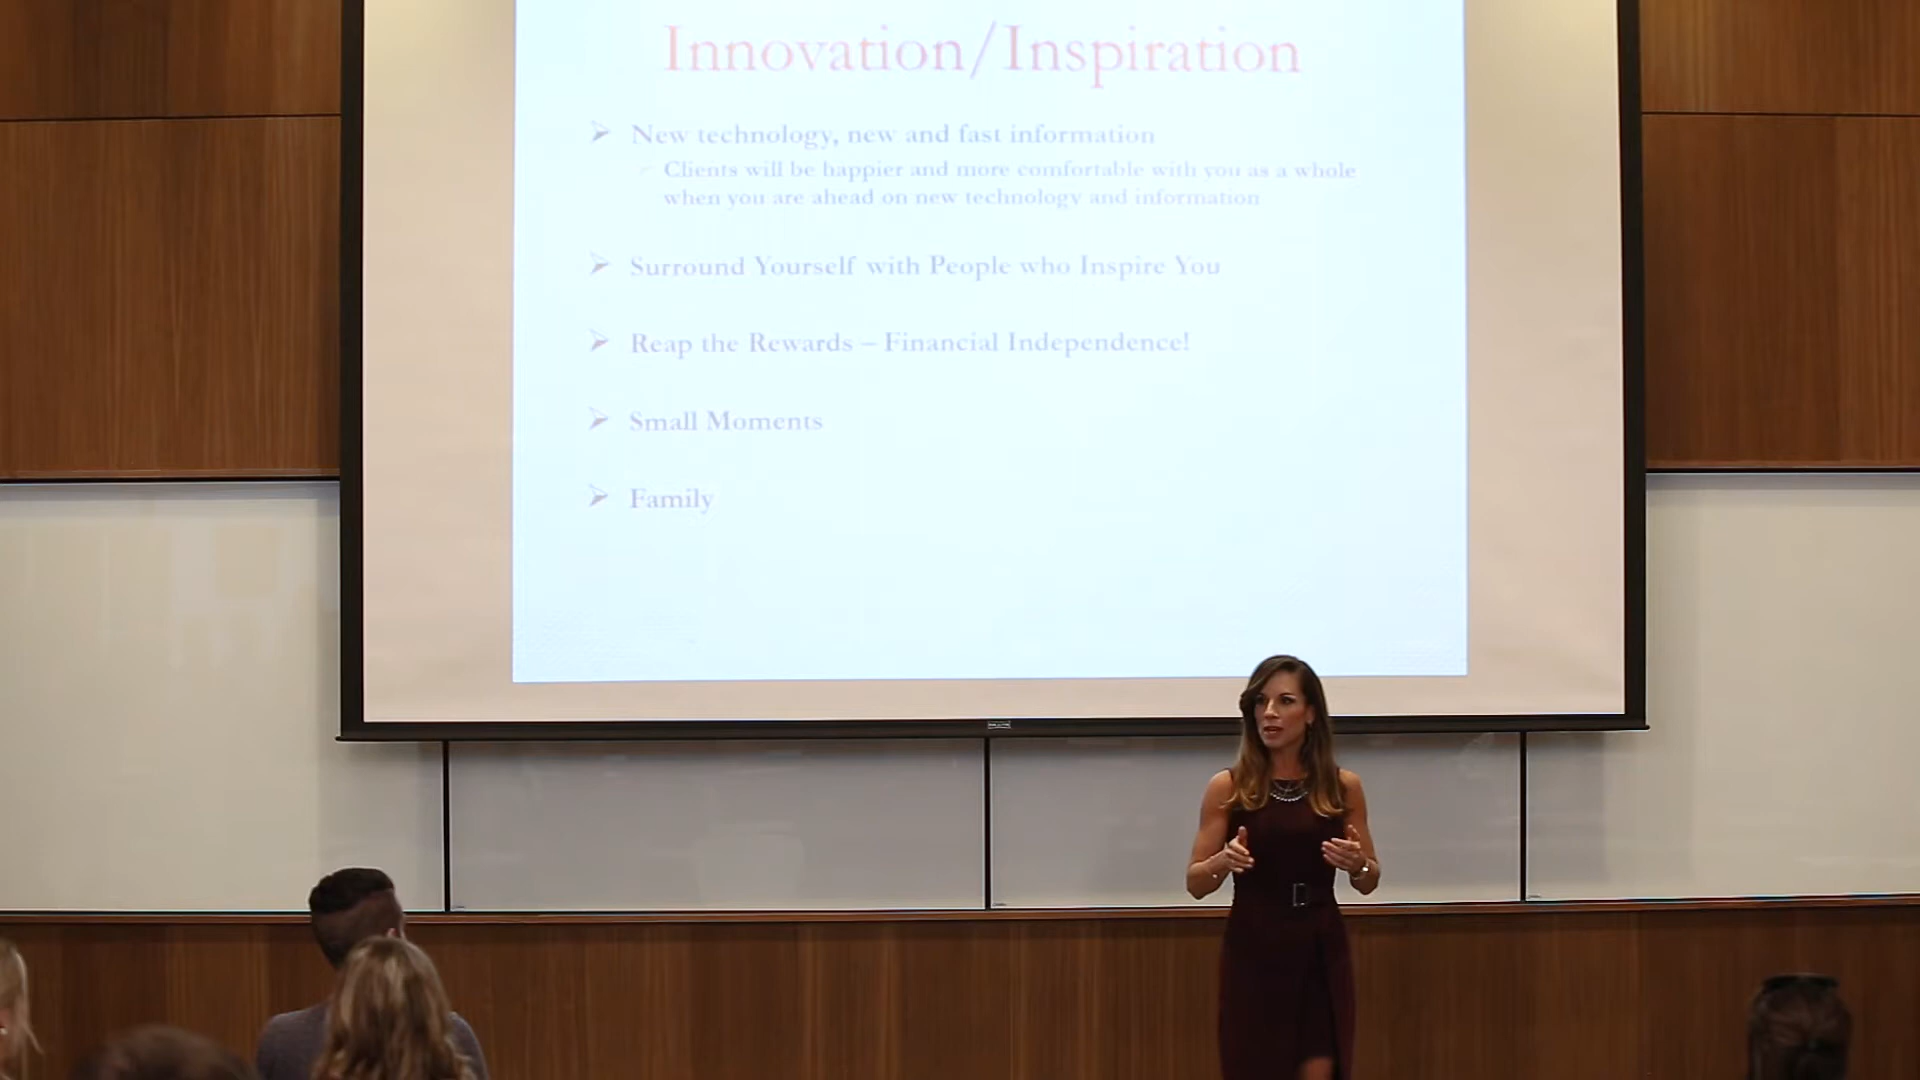 Innovation/Inspiration
New technology, new and fast information
Clients will be happier and more comfortable with you as a whole
when you are ahead on new technology and information
Surround Yourself with People who Inspire You
Reap the Rewards – Financial Independence!
Small Moments
Family